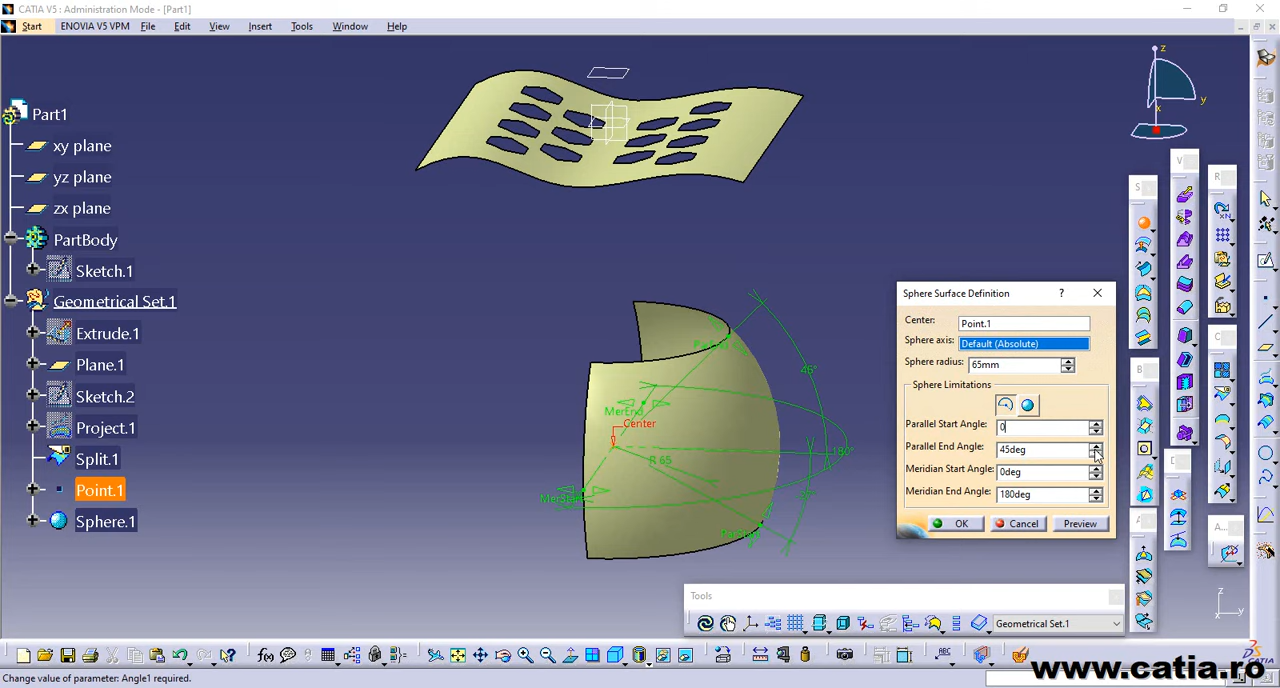 CATIA V5 : Administration Mode - [Part1]
Start ENOVIA V5 VPM File Edit View Insert Tools Window Help
Part1
xy plane
yz plane
zx plane
PartBody
Sketch.1
Geometrical Set.1
Extrude.1
Plane.1
Sketch.2
Project.1
Split.1
Point.1
Sphere.1
z
y
x
45°
MerEnd
Center
180°
R 65
Sphere Surface Definition ?
Center: Point.1
Sphere axis: Default (Absolute)
Sphere radius: 65mm
Sphere Limitations
Parallel Start Angle: 0
Parallel End Angle: 45deg
Meridian Start Angle: 0deg
Meridian End Angle: 180deg
OK Cancel Preview
S
V
R
B
D
C
A
A...
Tools
Geometrical Set.1
z
y
f(x)
ABC
Change value of parameter: Angle1 required.
www.catia.ro